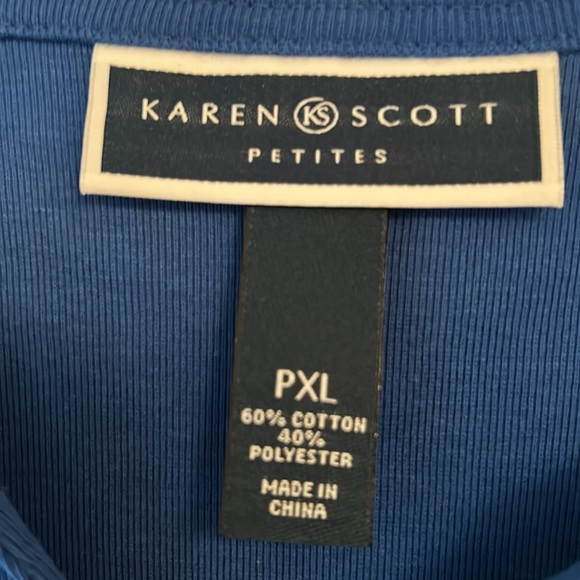 KAREN KS SCOTT
PETITES
PXL
60% COTTON
40%
POLYESTER
MADE IN
CHINA